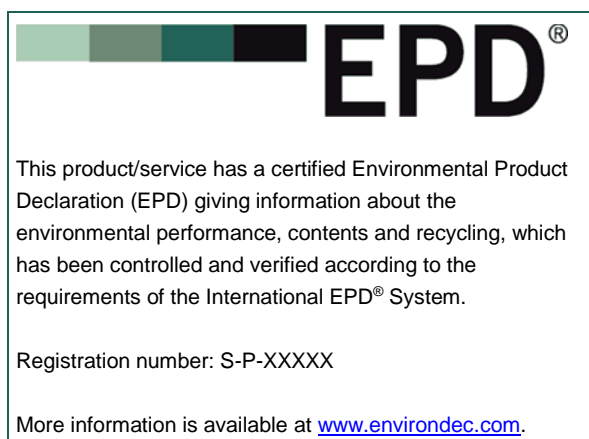 EPD®
This product/service has a certified Environmental Product
Declaration (EPD) giving information about the
environmental performance, contents and recycling, which
has been controlled and verified according to the
requirements of the International EPD® System.
Registration number: S-P-XXXXX
More information is available at www.environdec.com.